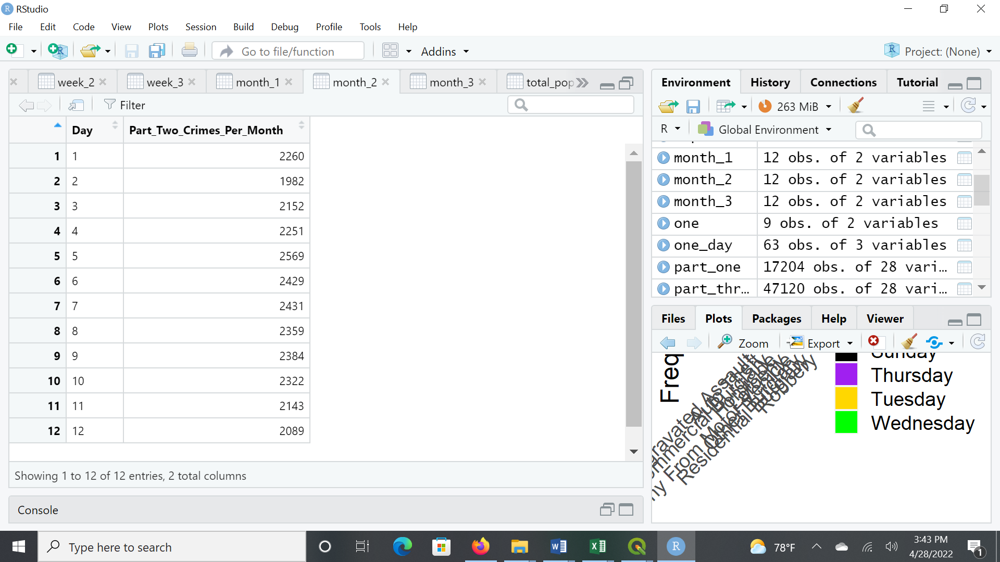 RStudio
File Edit Code View Plots Session Build Debug Profile Tools Help
Go to file/function Addins Project: (None)
week_2 week_3 month_1 month_2 month_3 total_pop
Filter
Day Part_Two_Crimes_Per_Month
1 1 2260
2 2 1982
3 3 2152
4 4 2251
5 5 2569
6 6 2429
7 7 2431
8 8 2359
9 9 2384
10 10 2322
11 11 2143
12 12 2089
Showing 1 to 12 of 12 entries, 2 total columns
Console
Environment History Connections Tutorial
263 MiB
R Global Environment
month_1 12 obs. of 2 variables
month_2 12 obs. of 2 variables
month_3 12 obs. of 2 variables
one 9 obs. of 2 variables
one_day 63 obs. of 3 variables
part_one 17204 obs. of 28 vari…
part_thr… 47120 obs. of 28 vari…
Files Plots Packages Help Viewer
Zoom Export
Freq
Sunday
Thursday
Tuesday
Wednesday
Residential
Robbery
Type here to search
78°F
3:43 PM
4/28/2022
1